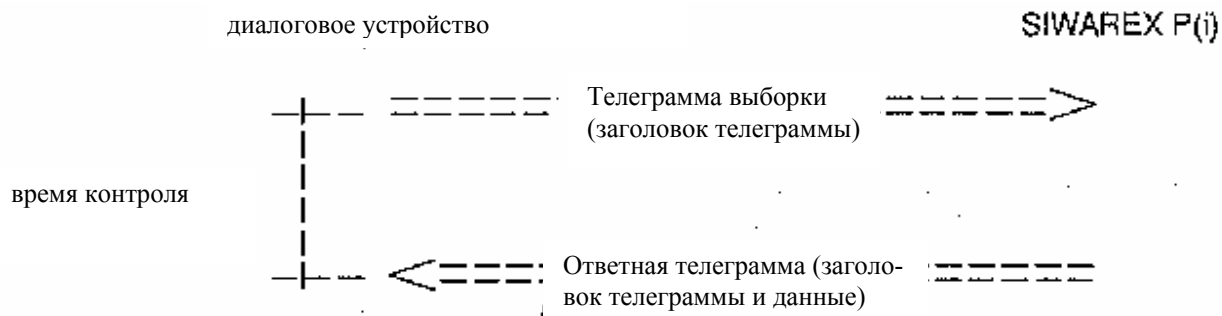 диалоговое устройство
SIWAREX P(i)
Телеграмма выборки
(заголовок телеграммы)
время контроля
Ответная телеграмма (заголо-
вок телеграммы и данные)